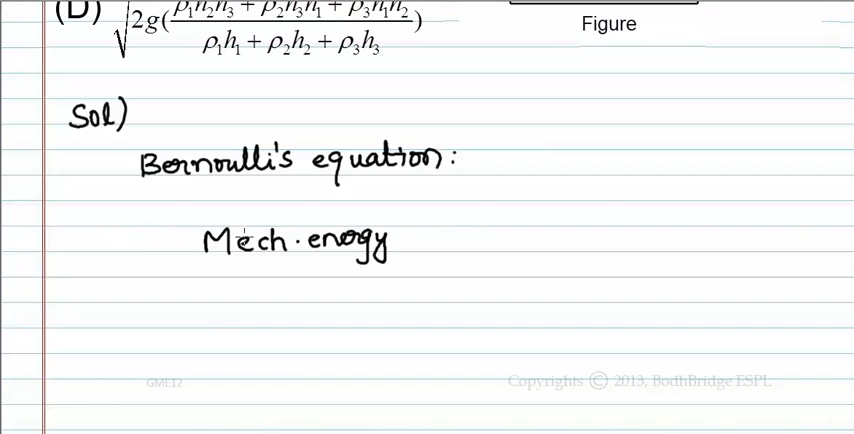 (D) √2g(ρ₁h₂h₃ + ρ₂h₃h₁ + ρ₃h₁h₂ / ρ₁h₁ + ρ₂h₂ + ρ₃h₃)
Figure
Sol)
Bernoulli's equation:
Mech. energy
GME12
Copyrights © 2013, BodhBridge ESPL